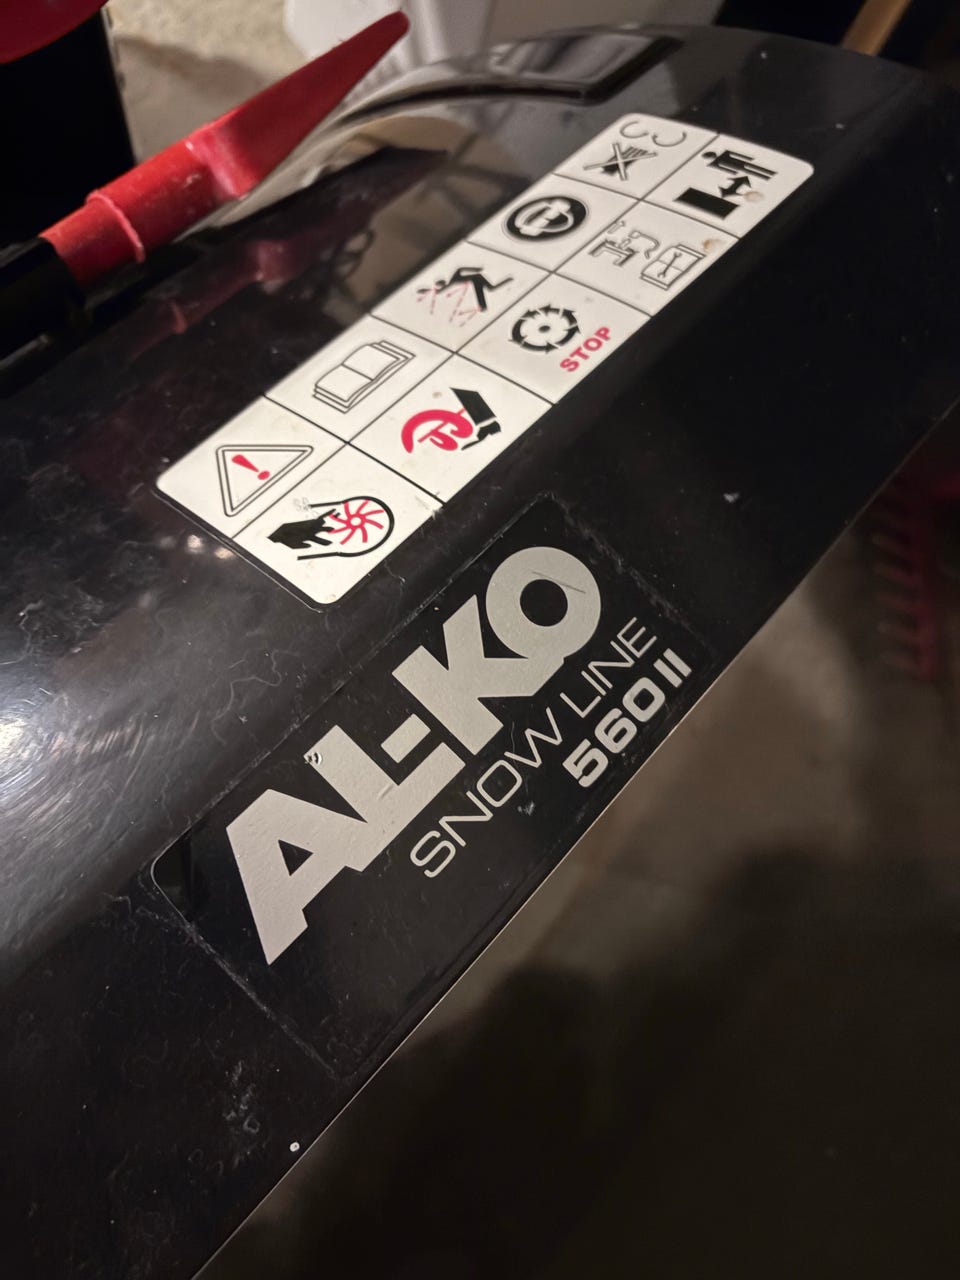 STOP
AL-KO
SNOW LINE
560 II